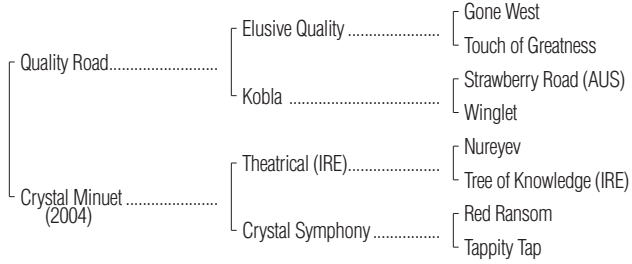 Gone West
Elusive Quality
Touch of Greatness
Quality Road
Strawberry Road (AUS)
Kobla
Winglet
Nureyev
Theatrical (IRE)
Tree of Knowledge (IRE)
Crystal Minuet
(2004)
Red Ransom
Crystal Symphony
Tappity Tap